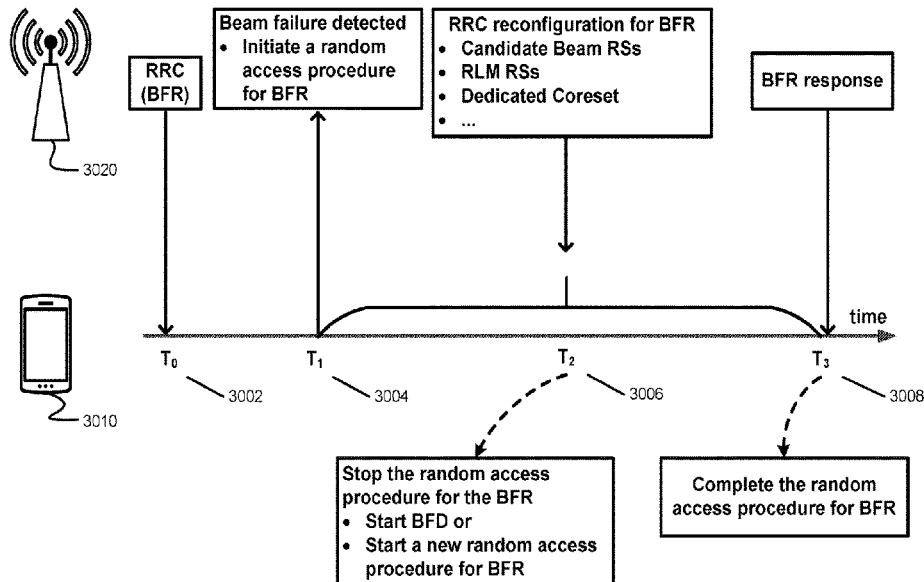 Beam failure detected
• Initiate a random
access procedure
for BFR
RRC
(BFR)
RRC reconfiguration for BFR
• Candidate Beam RSs
• RLM RSs
• Dedicated Coreset
• ...
BFR response
3020
time
T0
T1
T2
T3
3002
3004
3006
3008
3010
Stop the random access
procedure for the BFR
• Start BFD or
• Start a new random access
procedure for BFR
Complete the random
access procedure for BFR